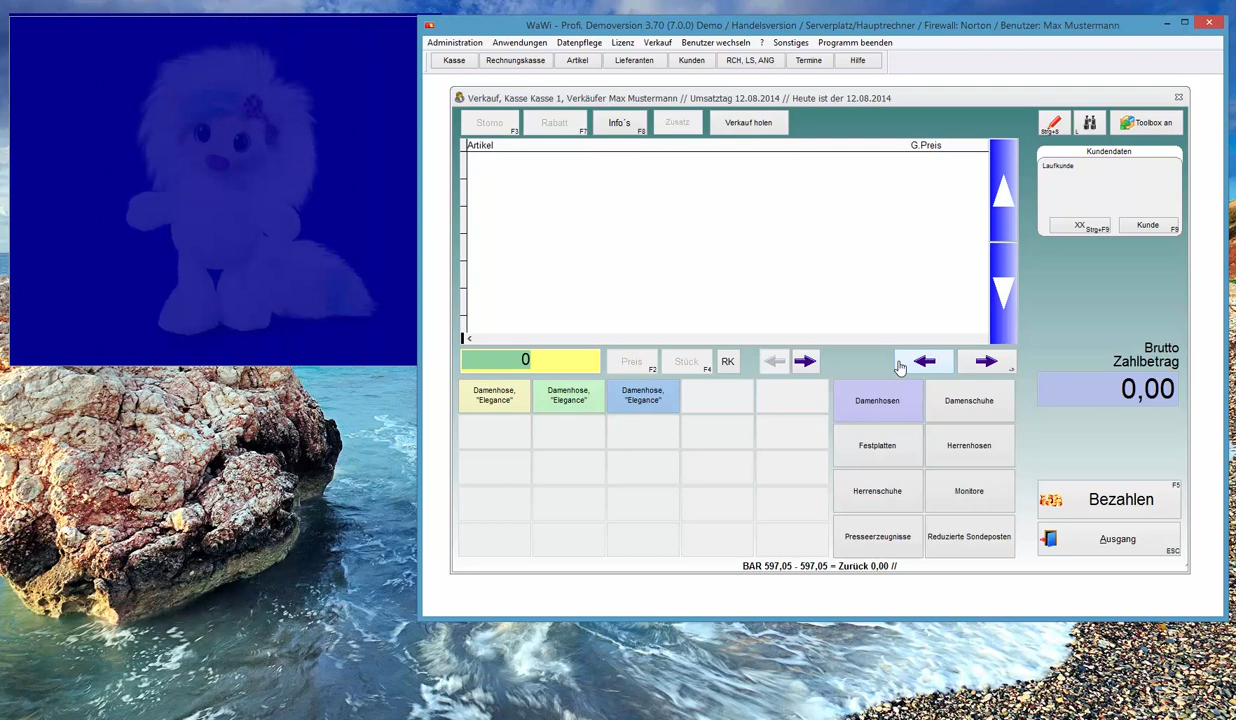 WaWi - Profi. Demoversion 3.70 (7.0.0) Demo / Handelsversion / Serverplatz/Hauptrechner / Firewall: Norton / Benutzer: Max Mustermann
Administration Anwendungen Datenpflege Lizenz Verkauf Benutzer wechseln ? Sonstiges Programm beenden
Kasse Rechnungskasse Artikel Lieferanten Kunden RCH, LS, ANG Termine Hilfe
Verkauf, Kasse Kasse 1, Verkäufer Max Mustermann // Umsatztag 12.08.2014 // Heute ist der 12.08.2014
Storno F3 Rabatt F7 Info´s F8 Zusatz Verkauf holen Strg+S L Toolbox an
Artikel G.Preis
Kundendaten
Laufkunde
XX Strg+F9 Kunde F9
<
0 Preis F2 Stück F4 RK ->
Brutto
Zahlbetrag
0,00
Damenhose, "Elegance"
Damenhose, "Elegance"
Damenhose, "Elegance"
Damenhosen Damenschuhe
Festplatten Herrenhosen
Herrenschuhe Monitore
Presseerzeugnisse Reduzierte Sondeposten
Bezahlen F5
Ausgang ESC
BAR 597,05 - 597,05 = Zurück 0,00 //